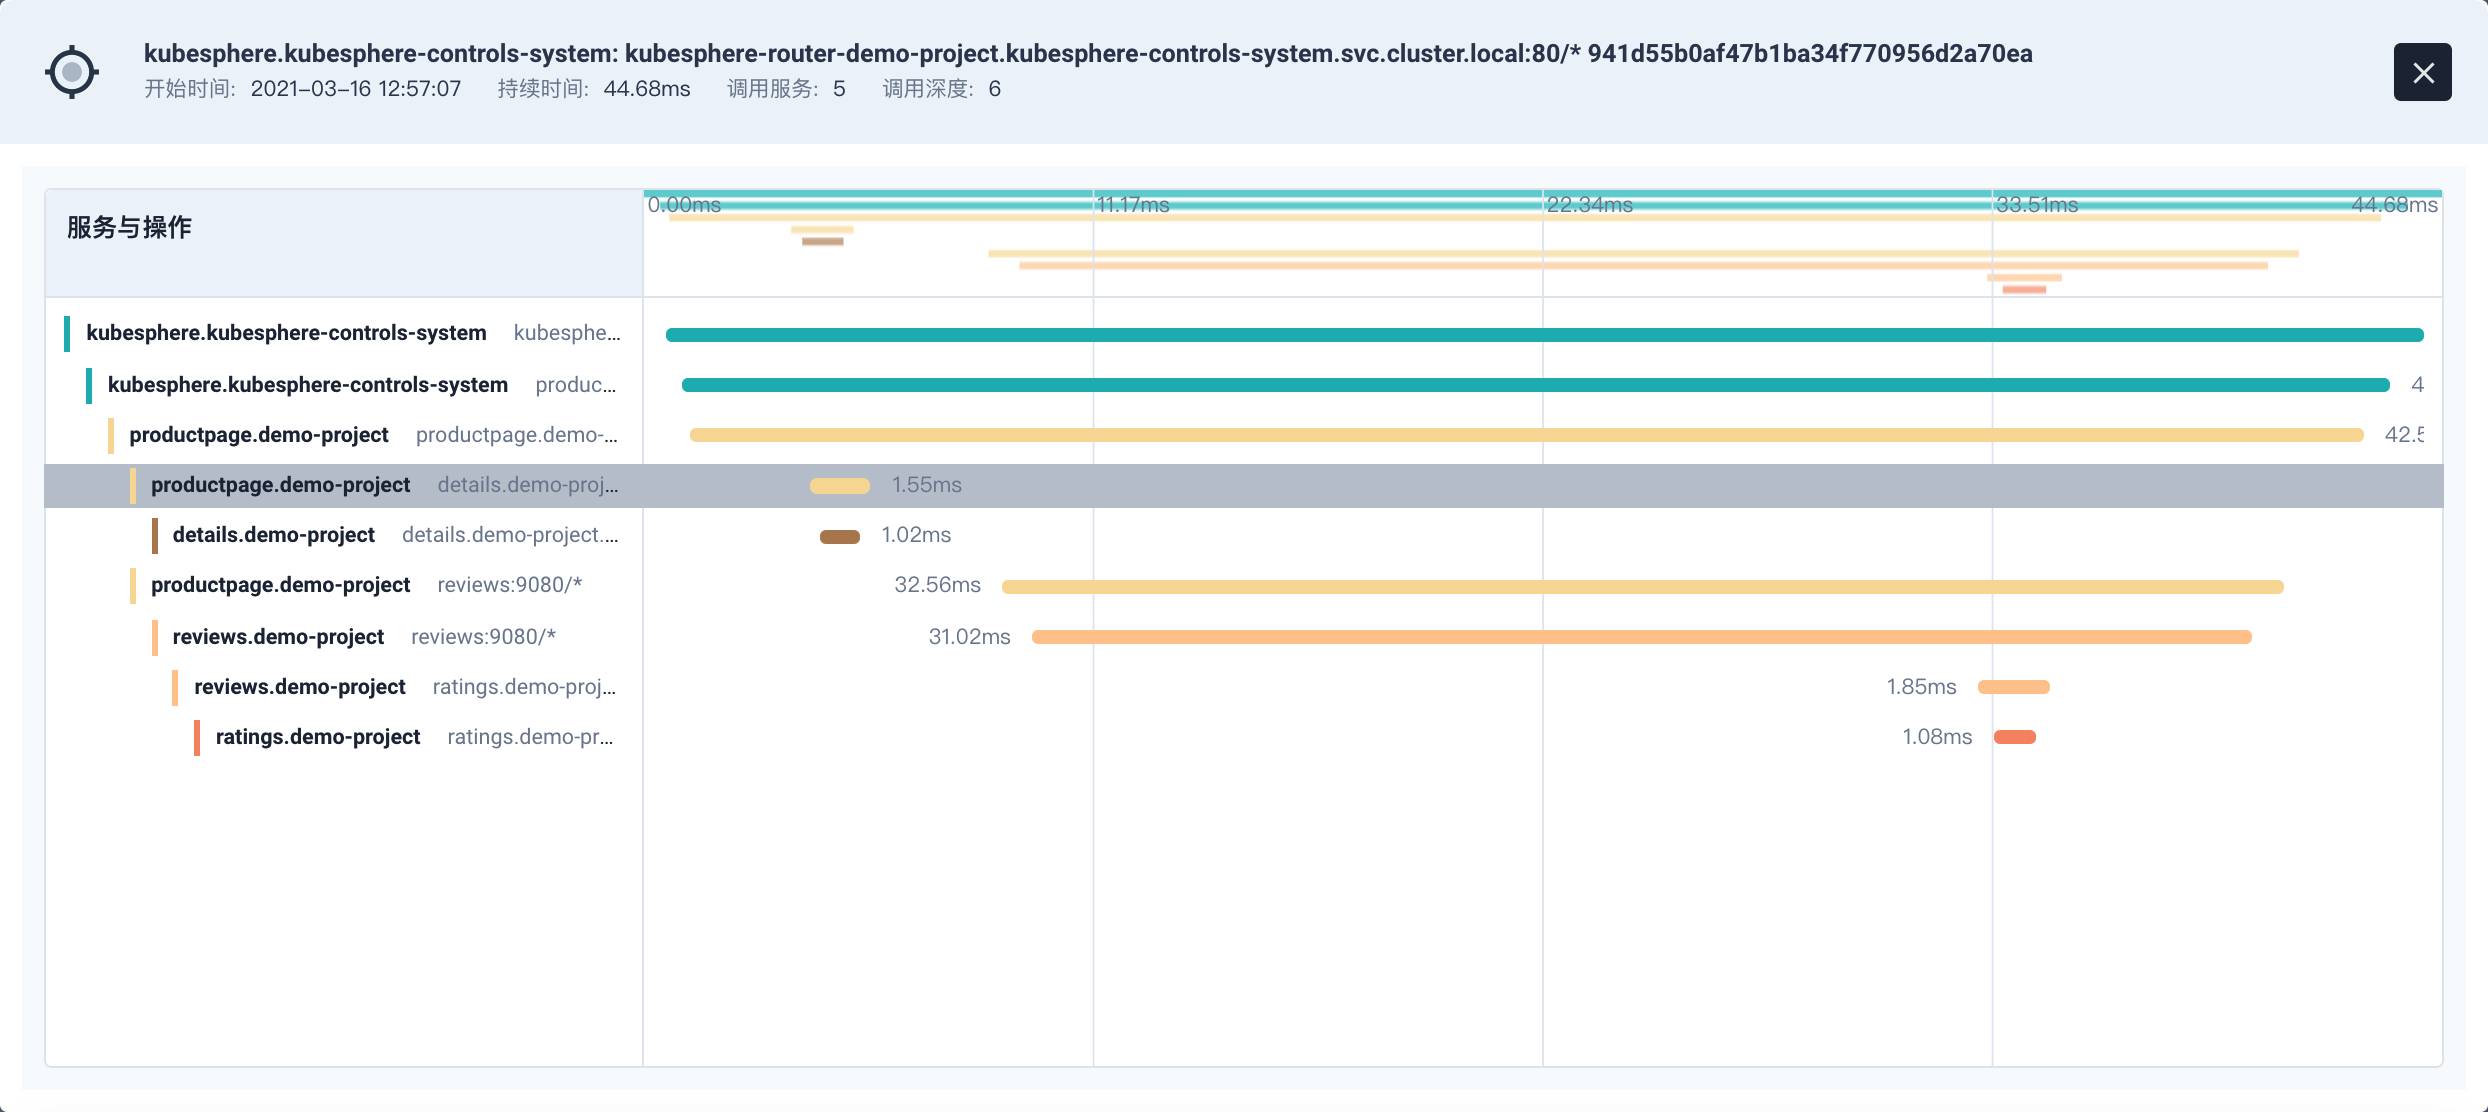 kubesphere.kubesphere-controls-system: kubesphere-router-demo-project.kubesphere-controls-system.svc.cluster.local:80/* 941d55b0af47b1ba34f770956d2a70ea
开始时间: 2021-03-16 12:57:07 持续时间: 44.68ms 调用服务: 5 调用深度: 6
服务与操作
0.00ms 11.17ms 22.34ms 33.51ms 44.68ms
kubesphere.kubesphere-controls-system kubesphe...
kubesphere.kubesphere-controls-system produc... 4
productpage.demo-project productpage.demo-... 42.5
productpage.demo-project details.demo-proj... 1.55ms
details.demo-project details.demo-project.... 1.02ms
productpage.demo-project reviews:9080/* 32.56ms
reviews.demo-project reviews:9080/* 31.02ms
reviews.demo-project ratings.demo-proj... 1.85ms
ratings.demo-project ratings.demo-pr... 1.08ms